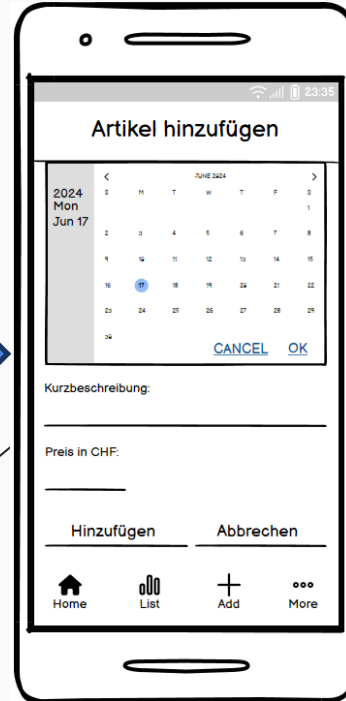 23:35
Artikel hinzufügen
2024
Mon
Jun 17
< JUNE 2024 >
S M T W T F S
1
2 3 4 5 6 7 8
9 10 11 12 13 14 15
16 17 18 19 20 21 22
23 24 25 26 27 28 29
30
CANCEL OK
Kurzbeschreibung:
Preis in CHF:
Hinzufügen Abbrechen
Home List Add More